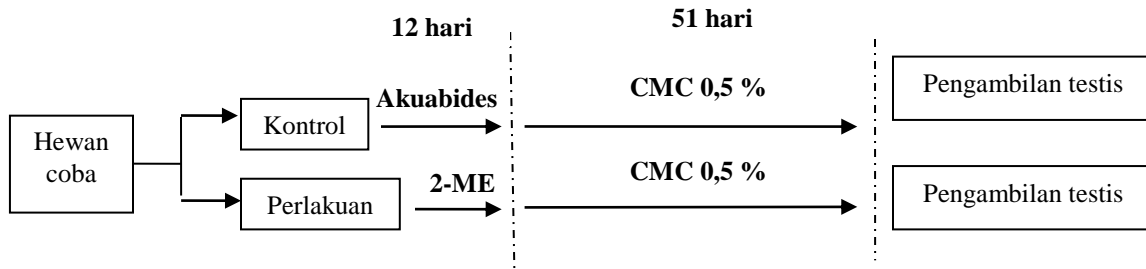 12 hari
51 hari
Hewan
coba
Kontrol
Akuabides
CMC 0,5 %
Pengambilan testis
Perlakuan
2-ME
CMC 0,5 %
Pengambilan testis